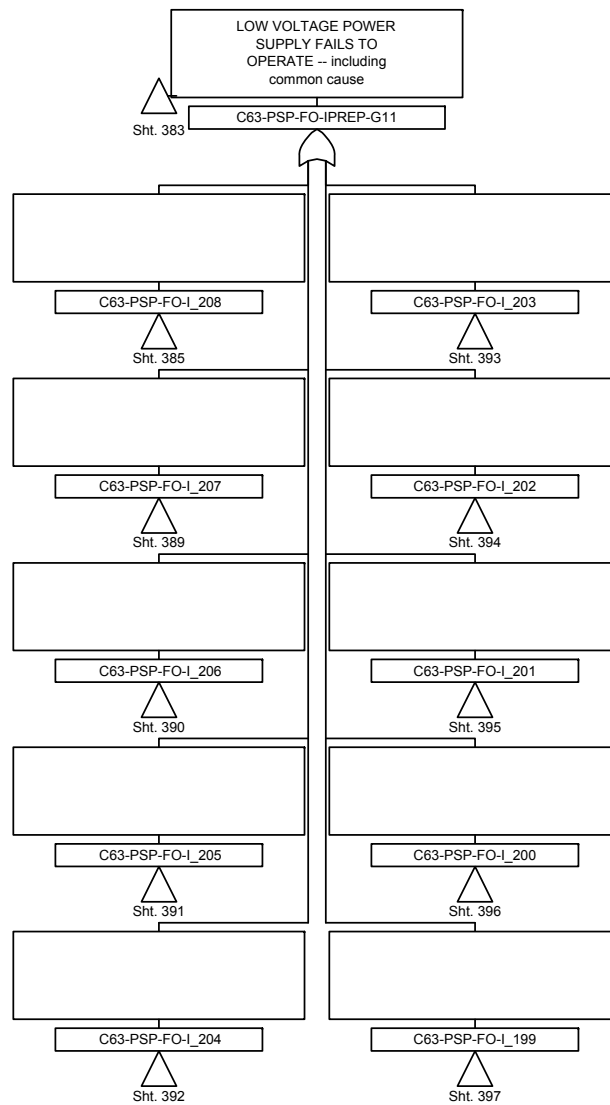 LOW VOLTAGE POWER
SUPPLY FAILS TO
OPERATE -- including
common cause
Sht. 383
C63-PSP-FO-IPREP-G11
C63-PSP-FO-I_208
Sht. 385
C63-PSP-FO-I_203
Sht. 393
C63-PSP-FO-I_207
Sht. 389
C63-PSP-FO-I_202
Sht. 394
C63-PSP-FO-I_206
Sht. 390
C63-PSP-FO-I_201
Sht. 395
C63-PSP-FO-I_205
Sht. 391
C63-PSP-FO-I_200
Sht. 396
C63-PSP-FO-I_204
Sht. 392
C63-PSP-FO-I_199
Sht. 397